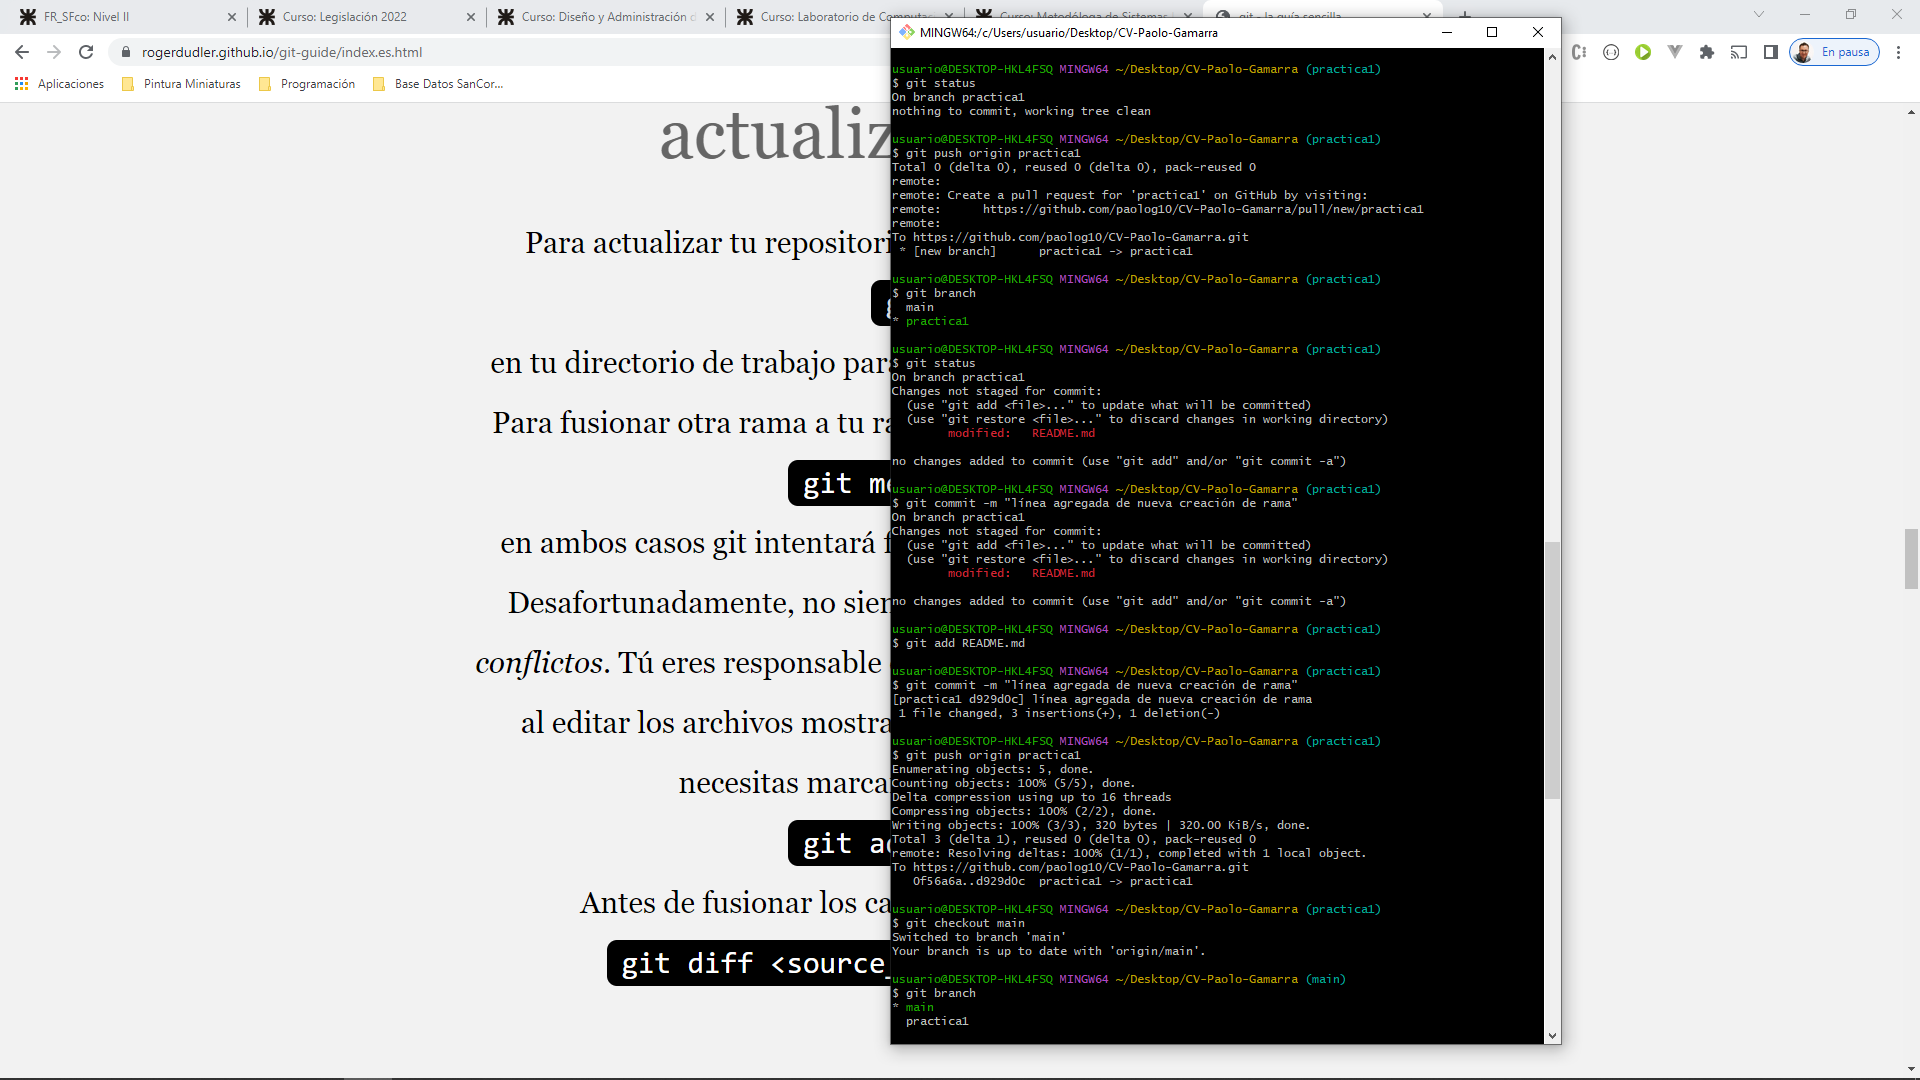 FR_SFco: Nivel II
Curso: Legislación 2022
Curso: Diseño y Administración d
Curso: Laboratorio de Computac
Curso: Metodóloga de Sistemas
git - la guía sencilla
rogerdudler.github.io/git-guide/index.es.html
En pausa
Aplicaciones
Pintura Miniaturas
Programación
Base Datos SanCor...
actualiz
Para actualizar tu repositori
en tu directorio de trabajo par
Para fusionar otra rama a tu ra
git me
en ambos casos git intentará f
Desafortunadamente, no sien
conflictos. Tú eres responsable
al editar los archivos mostra
necesitas marca
git ad
Antes de fusionar los ca
git diff <source_
MINGW64:/c/Users/usuario/Desktop/CV-Paolo-Gamarra
usuario@DESKTOP-HKL4FSQ MINGW64 ~/Desktop/CV-Paolo-Gamarra (practica1)
$ git status
On branch practica1
nothing to commit, working tree clean
usuario@DESKTOP-HKL4FSQ MINGW64 ~/Desktop/CV-Paolo-Gamarra (practica1)
$ git push origin practica1
Total 0 (delta 0), reused 0 (delta 0), pack-reused 0
remote:
remote: Create a pull request for 'practica1' on GitHub by visiting:
remote:      https://github.com/paolog10/CV-Paolo-Gamarra/pull/new/practica1
remote:
To https://github.com/paolog10/CV-Paolo-Gamarra.git
 * [new branch]      practica1 -> practica1
usuario@DESKTOP-HKL4FSQ MINGW64 ~/Desktop/CV-Paolo-Gamarra (practica1)
$ git branch
  main
* practica1
usuario@DESKTOP-HKL4FSQ MINGW64 ~/Desktop/CV-Paolo-Gamarra (practica1)
$ git status
On branch practica1
Changes not staged for commit:
  (use "git add <file>..." to update what will be committed)
  (use "git restore <file>..." to discard changes in working directory)
        modified:   README.md
no changes added to commit (use "git add" and/or "git commit -a")
usuario@DESKTOP-HKL4FSQ MINGW64 ~/Desktop/CV-Paolo-Gamarra (practica1)
$ git commit -m "línea agregada de nueva creación de rama"
On branch practica1
Changes not staged for commit:
  (use "git add <file>..." to update what will be committed)
  (use "git restore <file>..." to discard changes in working directory)
        modified:   README.md
no changes added to commit (use "git add" and/or "git commit -a")
usuario@DESKTOP-HKL4FSQ MINGW64 ~/Desktop/CV-Paolo-Gamarra (practica1)
$ git add README.md
usuario@DESKTOP-HKL4FSQ MINGW64 ~/Desktop/CV-Paolo-Gamarra (practica1)
$ git commit -m "línea agregada de nueva creación de rama"
[practica1 d929d0c] línea agregada de nueva creación de rama
 1 file changed, 3 insertions(+), 1 deletion(-)
usuario@DESKTOP-HKL4FSQ MINGW64 ~/Desktop/CV-Paolo-Gamarra (practica1)
$ git push origin practica1
Enumerating objects: 5, done.
Counting objects: 100% (5/5), done.
Delta compression using up to 16 threads
Compressing objects: 100% (2/2), done.
Writing objects: 100% (3/3), 320 bytes | 320.00 KiB/s, done.
Total 3 (delta 1), reused 0 (delta 0), pack-reused 0
remote: Resolving deltas: 100% (1/1), completed with 1 local object.
To https://github.com/paolog10/CV-Paolo-Gamarra.git
   0f56a6a..d929d0c  practica1 -> practica1
usuario@DESKTOP-HKL4FSQ MINGW64 ~/Desktop/CV-Paolo-Gamarra (practica1)
$ git checkout main
Switched to branch 'main'
Your branch is up to date with 'origin/main'.
usuario@DESKTOP-HKL4FSQ MINGW64 ~/Desktop/CV-Paolo-Gamarra (main)
$ git branch
* main
  practica1